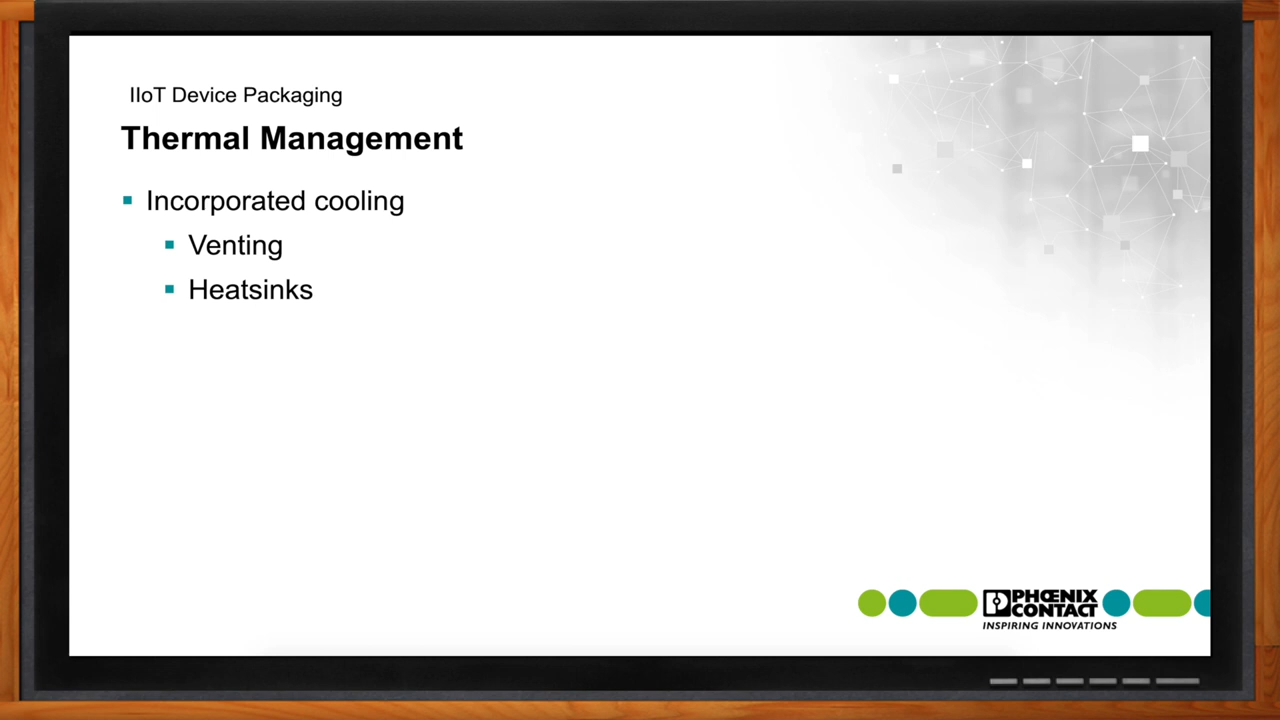 IIoT Device Packaging
Thermal Management
Incorporated cooling
Venting
Heatsinks
PHŒNIX
CONTACT
INSPIRING INNOVATIONS